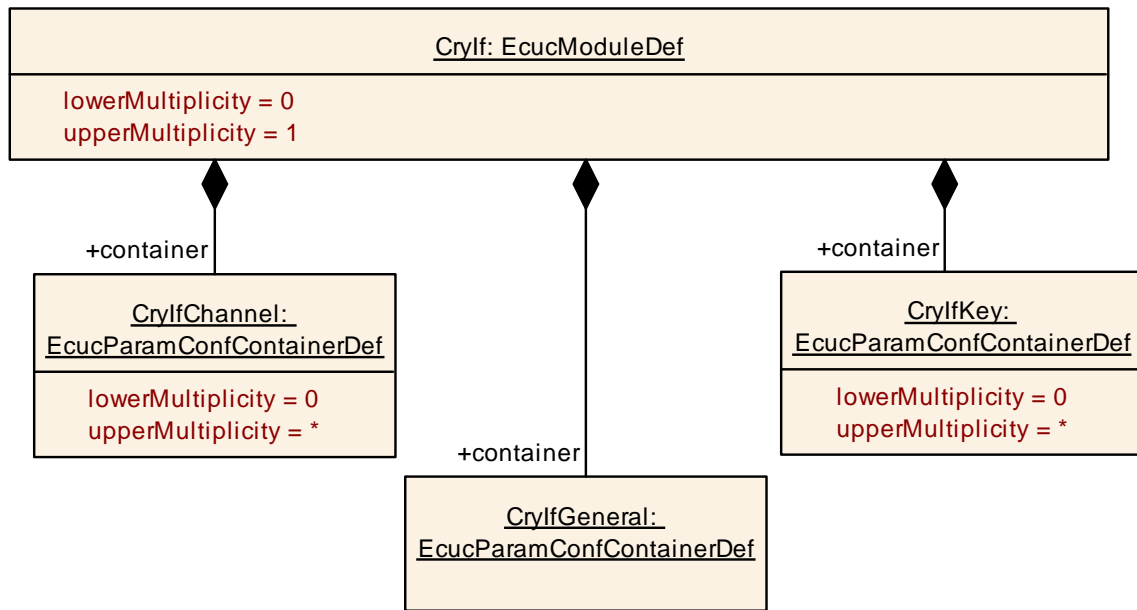 CryIf: EcucModuleDef
lowerMultiplicity = 0
upperMultiplicity = 1
+container
CryIfChannel:
EcucParamConfContainerDef
lowerMultiplicity = 0
upperMultiplicity = *
+container
CryIfGeneral:
EcucParamConfContainerDef
+container
CryIfKey:
EcucParamConfContainerDef
lowerMultiplicity = 0
upperMultiplicity = *